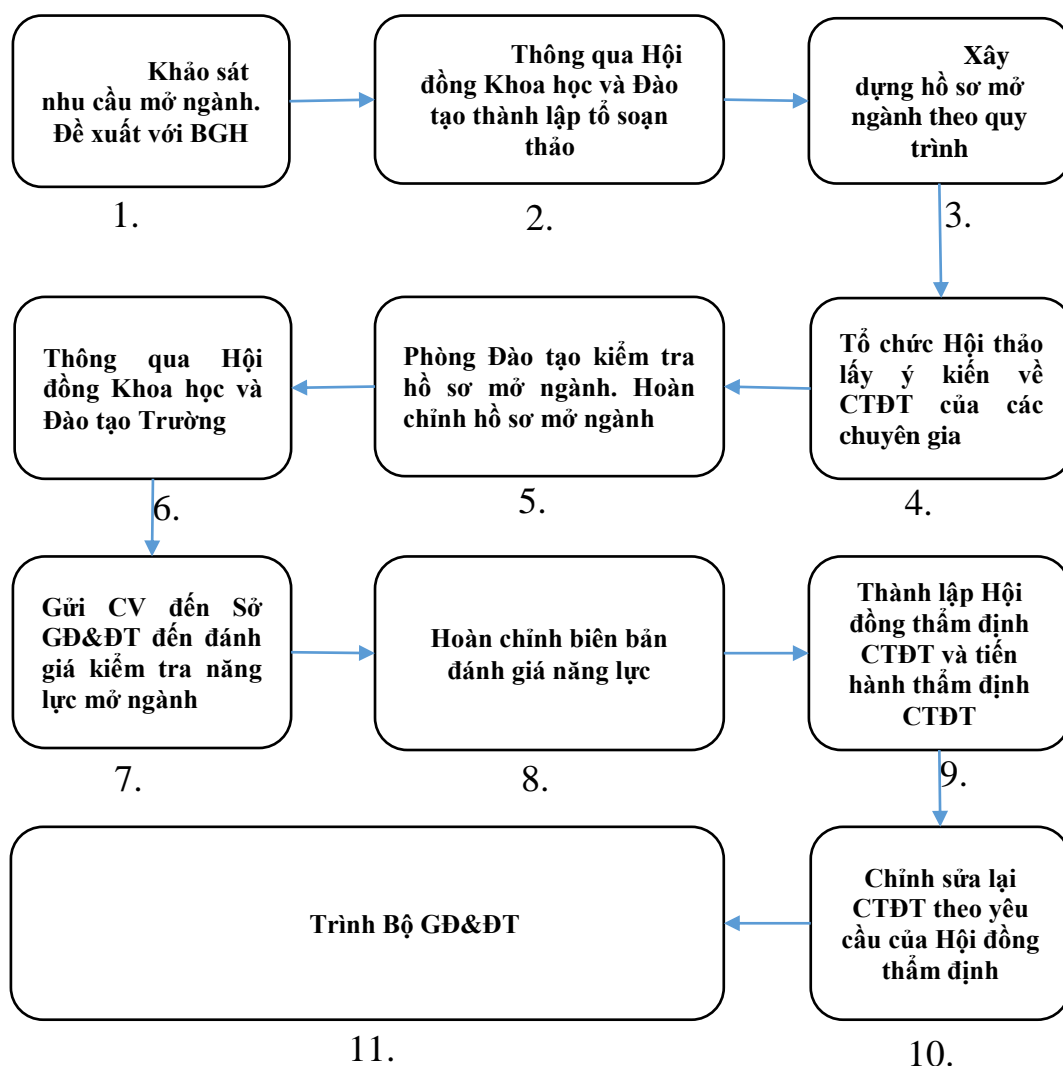 Khảo sát
nhu cầu mở ngành.
Đề xuất với BGH
1.
Thông qua Hội
đồng Khoa học và Đào
tạo thành lập tổ soạn
thảo
2.
Xây
dựng hồ sơ mở
ngành theo quy
trình
3.
Tổ chức Hội thảo
lấy ý kiến về
CTĐT của các
chuyên gia
4.
Phòng Đào tạo kiểm tra
hồ sơ mở ngành. Hoàn
chỉnh hồ sơ mở ngành
5.
Thông qua Hội
đồng Khoa học và
Đào tạo Trường
6.
Gửi CV đến Sở
GĐ&ĐT đến đánh
giá kiểm tra năng
lực mở ngành
7.
Hoàn chỉnh biên bản
đánh giá năng lực
8.
Thành lập Hội
đồng thẩm định
CTĐT và tiến
hành thẩm định
CTĐT
9.
Chỉnh sửa lại
CTĐT theo yêu
cầu của Hội đồng
thẩm định
10.
Trình Bộ GĐ&ĐT
11.